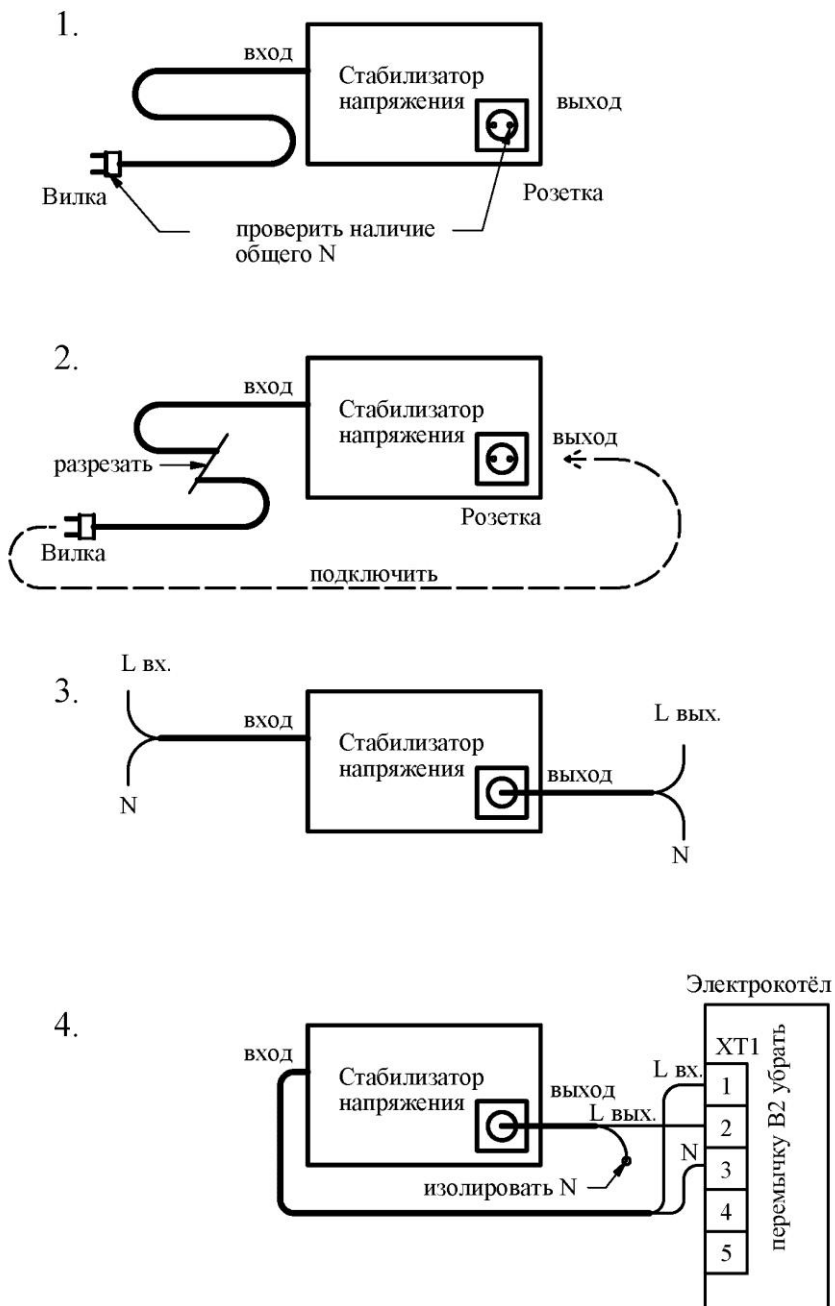 1.
вход
Стабилизатор
напряжения
выход
Вилка
Розетка
проверить наличие
общего N
2.
вход
Стабилизатор
напряжения
выход
разрезать
Розетка
Вилка
подключить
L вх.
3.
вход
Стабилизатор
напряжения
L вых.
выход
N
N
Электрокотёл
4.
вход
Стабилизатор
напряжения
выход
L вых.
L вх.
XT1
1
2
N
3
4
5
изолировать N
перемычку В2 убрать